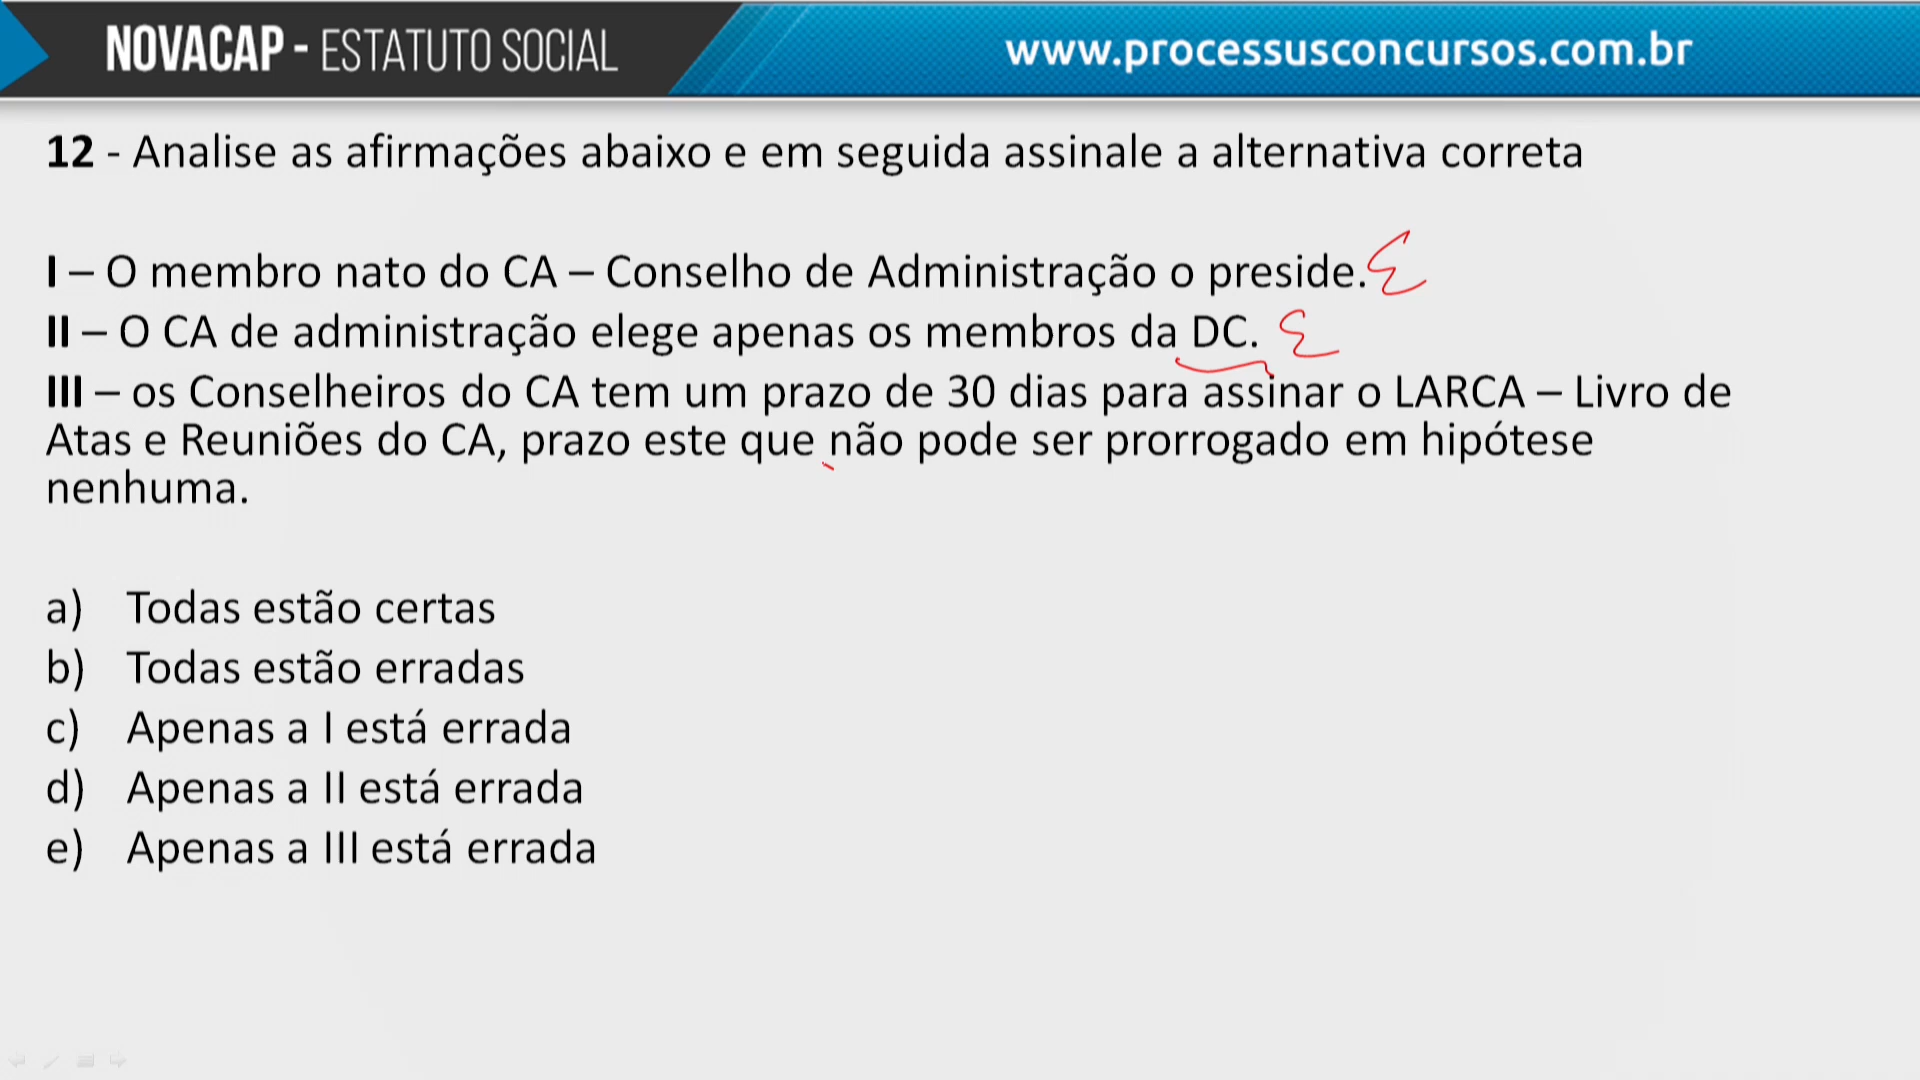 NOVACAP - ESTATUTO SOCIAL
www.processusconcursos.com.br
12 - Analise as afirmações abaixo e em seguida assinale a alternativa correta
I – O membro nato do CA – Conselho de Administração o preside. E
II – O CA de administração elege apenas os membros da DC. E
III – os Conselheiros do CA tem um prazo de 30 dias para assinar o LARCA – Livro de
Atas e Reuniões do CA, prazo este que não pode ser prorrogado em hipótese
nenhuma.
a) Todas estão certas
b) Todas estão erradas
c) Apenas a I está errada
d) Apenas a II está errada
e) Apenas a III está errada